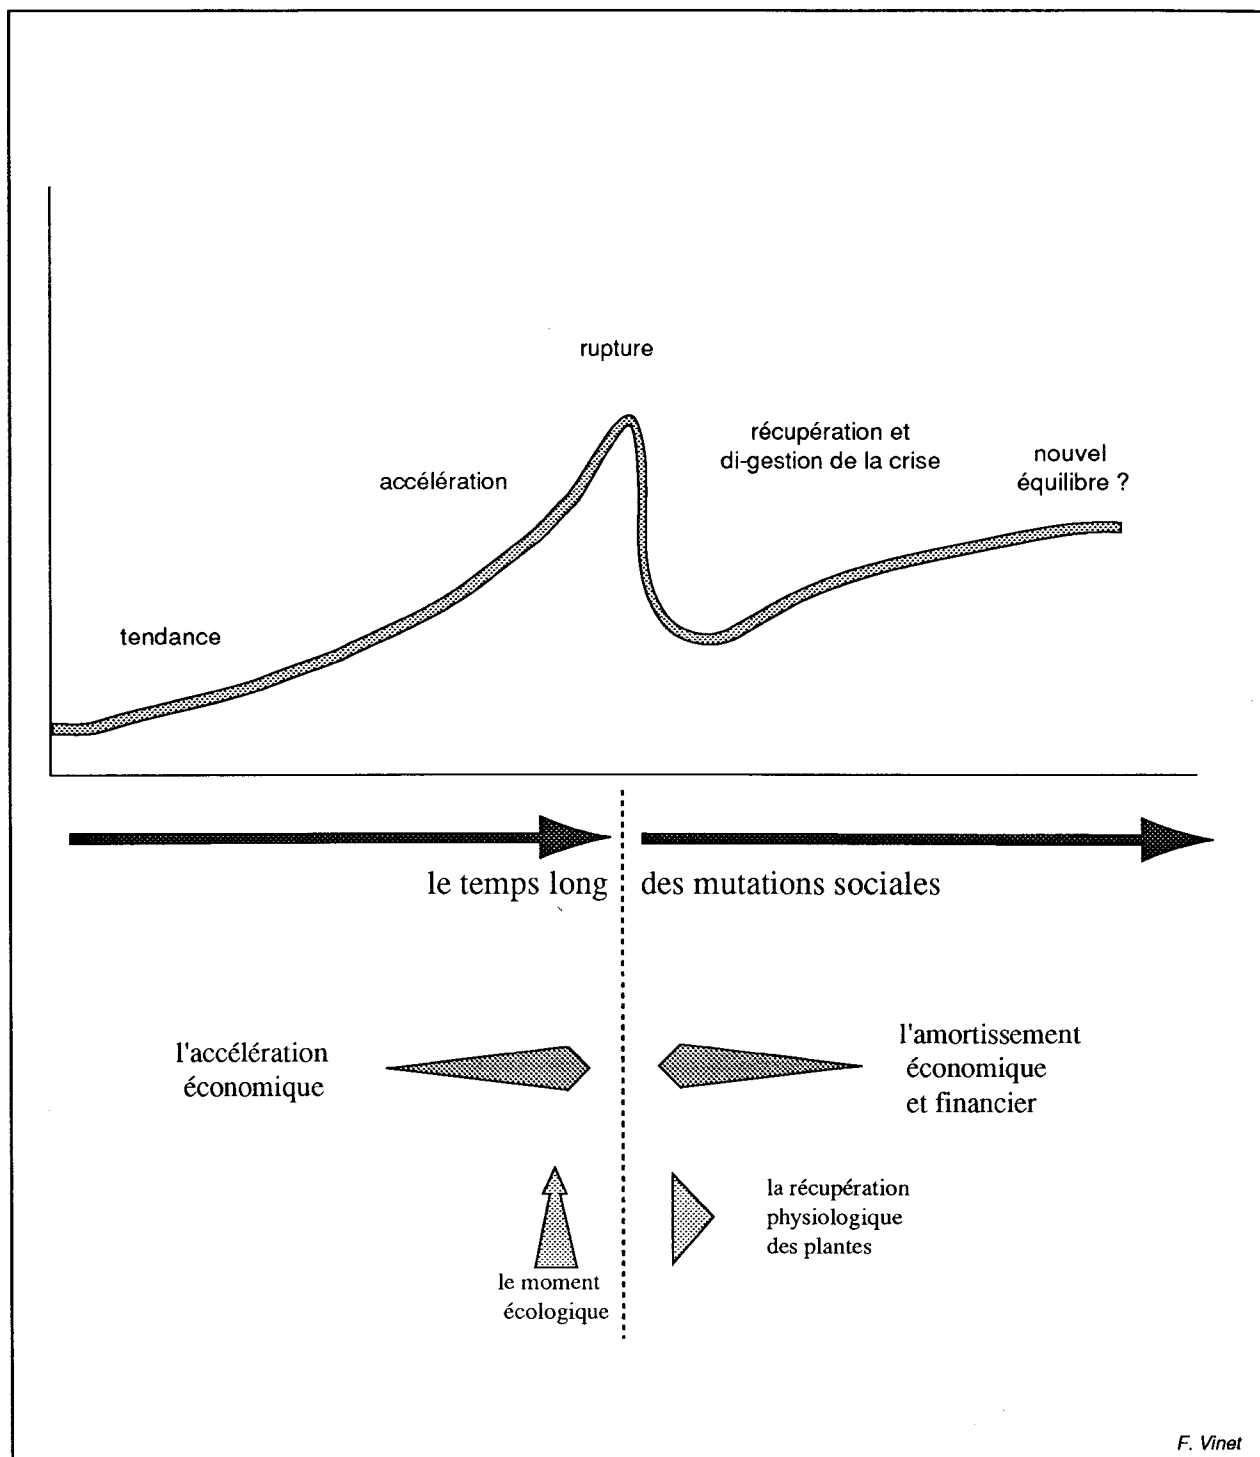 rupture
récupération et
di-gestion de la crise
nouvel
équilibre ?
accélération
tendance
le temps long
des mutations sociales
l'accélération
économique
l'amortissement
économique
et financier
la récupération
physiologique
des plantes
le moment
écologique
F. Vinet